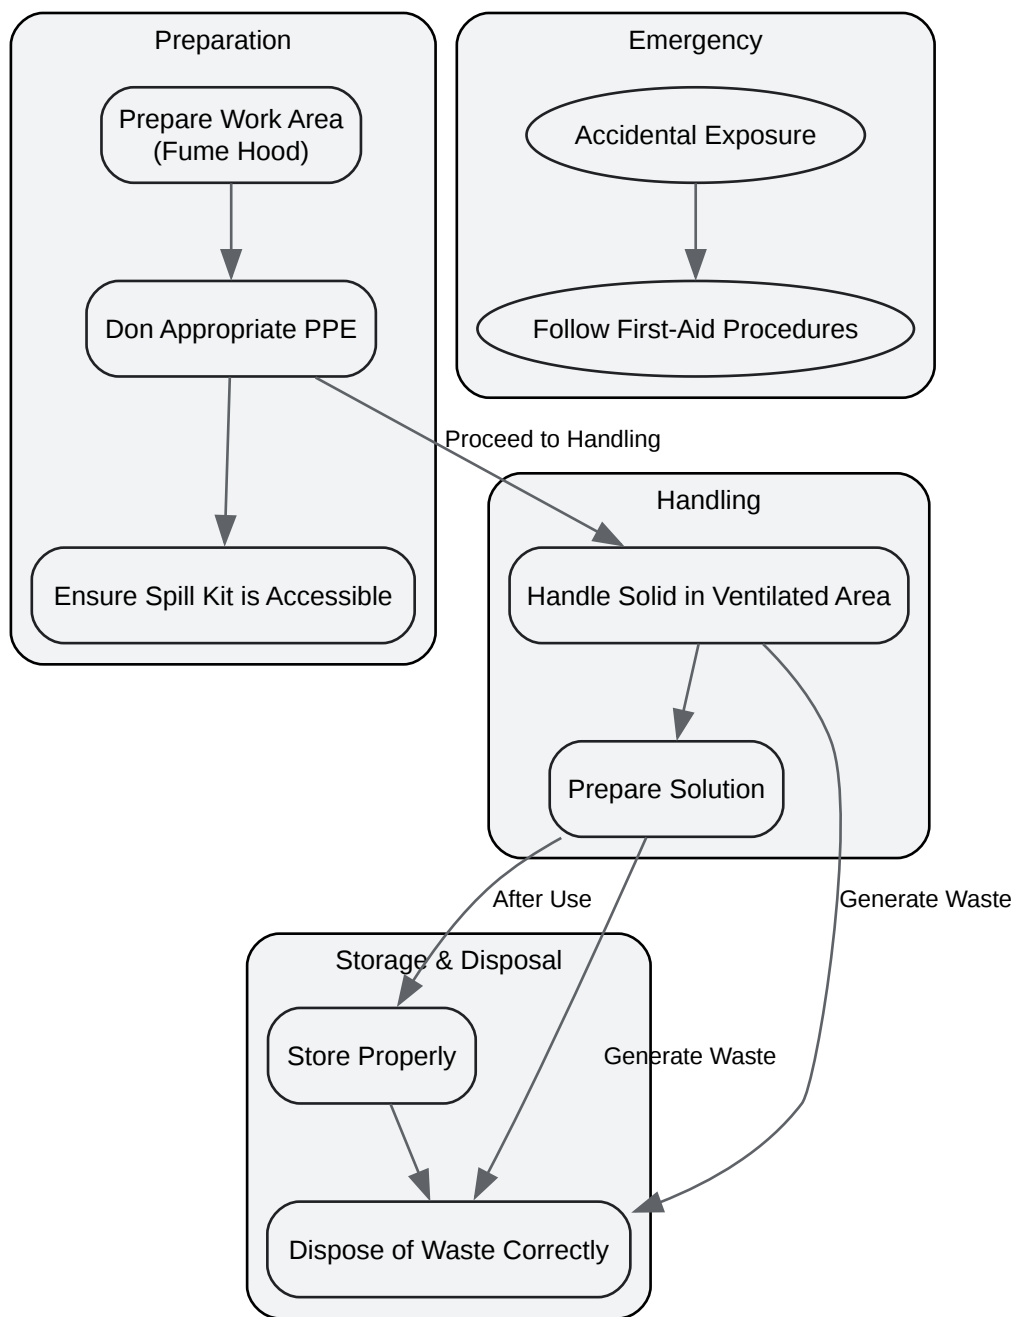 Preparation
Prepare Work Area
(Fume Hood)
Don Appropriate PPE
Ensure Spill Kit is Accessible
Emergency
Accidental Exposure
Follow First-Aid Procedures
Proceed to Handling
Handling
Handle Solid in Ventilated Area
Prepare Solution
After Use
Generate Waste
Storage & Disposal
Store Properly
Generate Waste
Dispose of Waste Correctly